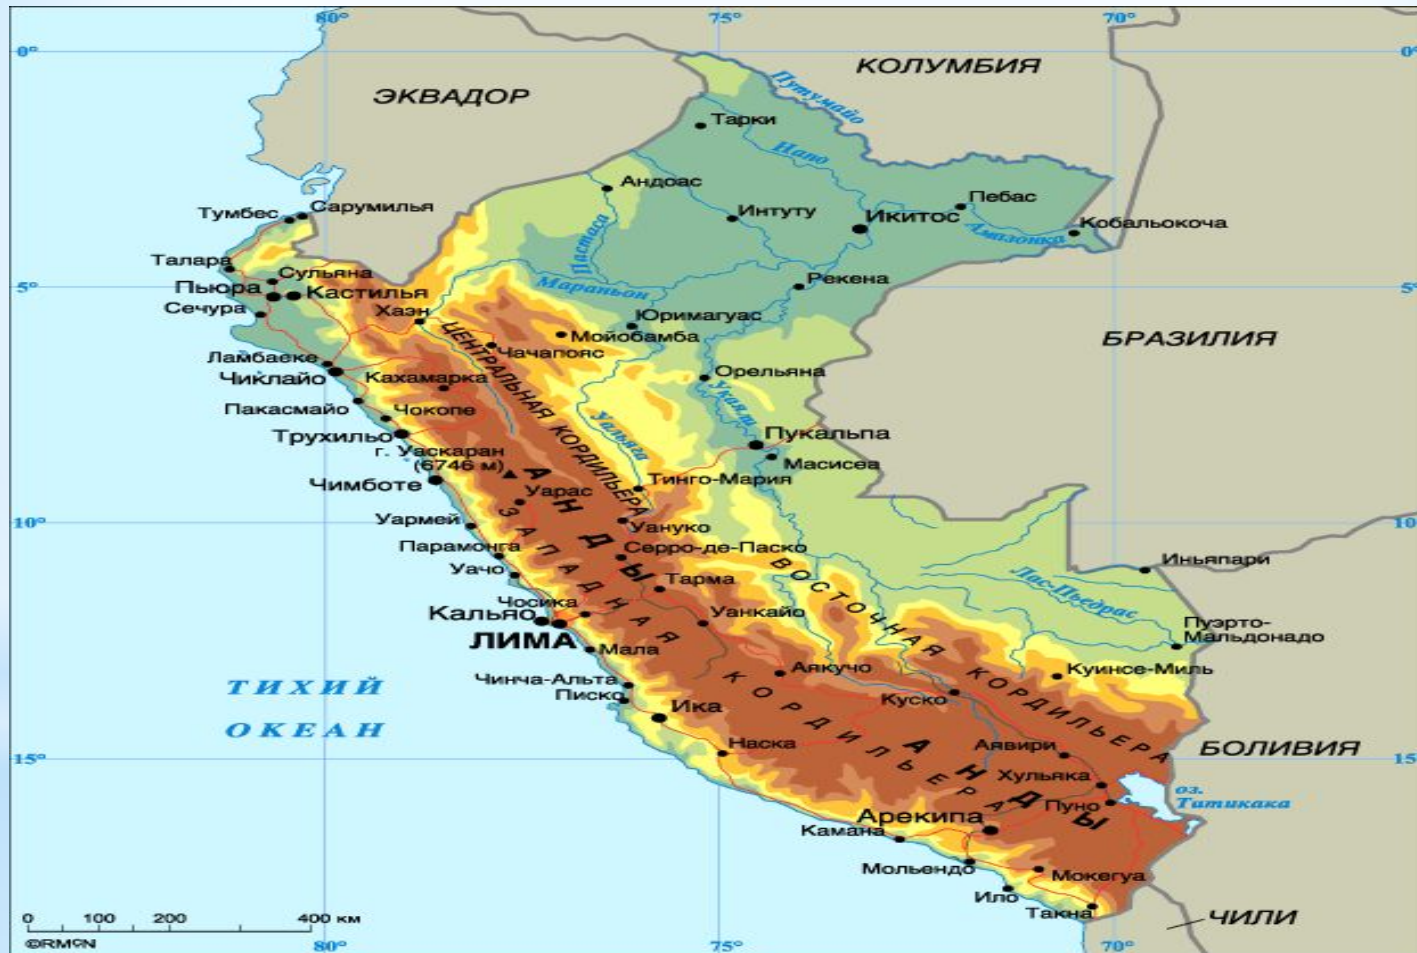 80°
75°
70°
0°
0°
КОЛУМБИЯ
ЭКВАДОР
Путумайо
Тарки
Напо
Андоас
Пебас
Тумбес
Сарумилья
Интуту
Икитос
Кобальокоча
Амазонка
Пастаса
Талара
Сульяна
Мараньон
Рекена
5°
5°
Пьюра
Кастилья
Сечура
Хаэн
Юримагуас
Мойобамба
БРАЗИЛИЯ
Чачапояс
ЦЕНТРАЛЬНАЯ КОРДИЛЬЕРА
Ламбаеке
Чиклайо
Кахамарка
Орельяна
Укаяли
Пакасмайо
Чокопе
Уальяга
Трухильо
Пукальпа
г. Уаскаран
(6746 м)
Масисеа
Чимботе
Тинго-Мария
АНДЫ
Уарас
Уармей
Уануко
10°
10°
ЗАПАДНАЯ КОРДИЛЬЕРА
Парамонга
Серро-де-Паско
ВОСТОЧНАЯ КОРДИЛЬЕРА
Иньяпари
Уачо
Тарма
Лас-Пьедрас
Чосика
Кальяо
Уанкайо
ЛИМА
Пуэрто-
Мальдонадо
Мала
Аякучо
Куинсе-Миль
Чинча-Альта
ТИХИЙ
ОКЕАН
Писко
Ика
Куско
Наска
АНДЫ
Аявири
БОЛИВИЯ
15°
15°
Хульяка
оз.
Титикака
Пуно
Арекипа
Камана
Мольендо
Мокегуа
Ило
Такна
ЧИЛИ
0 100 200 400 км
©RMCN
80°
75°
70°